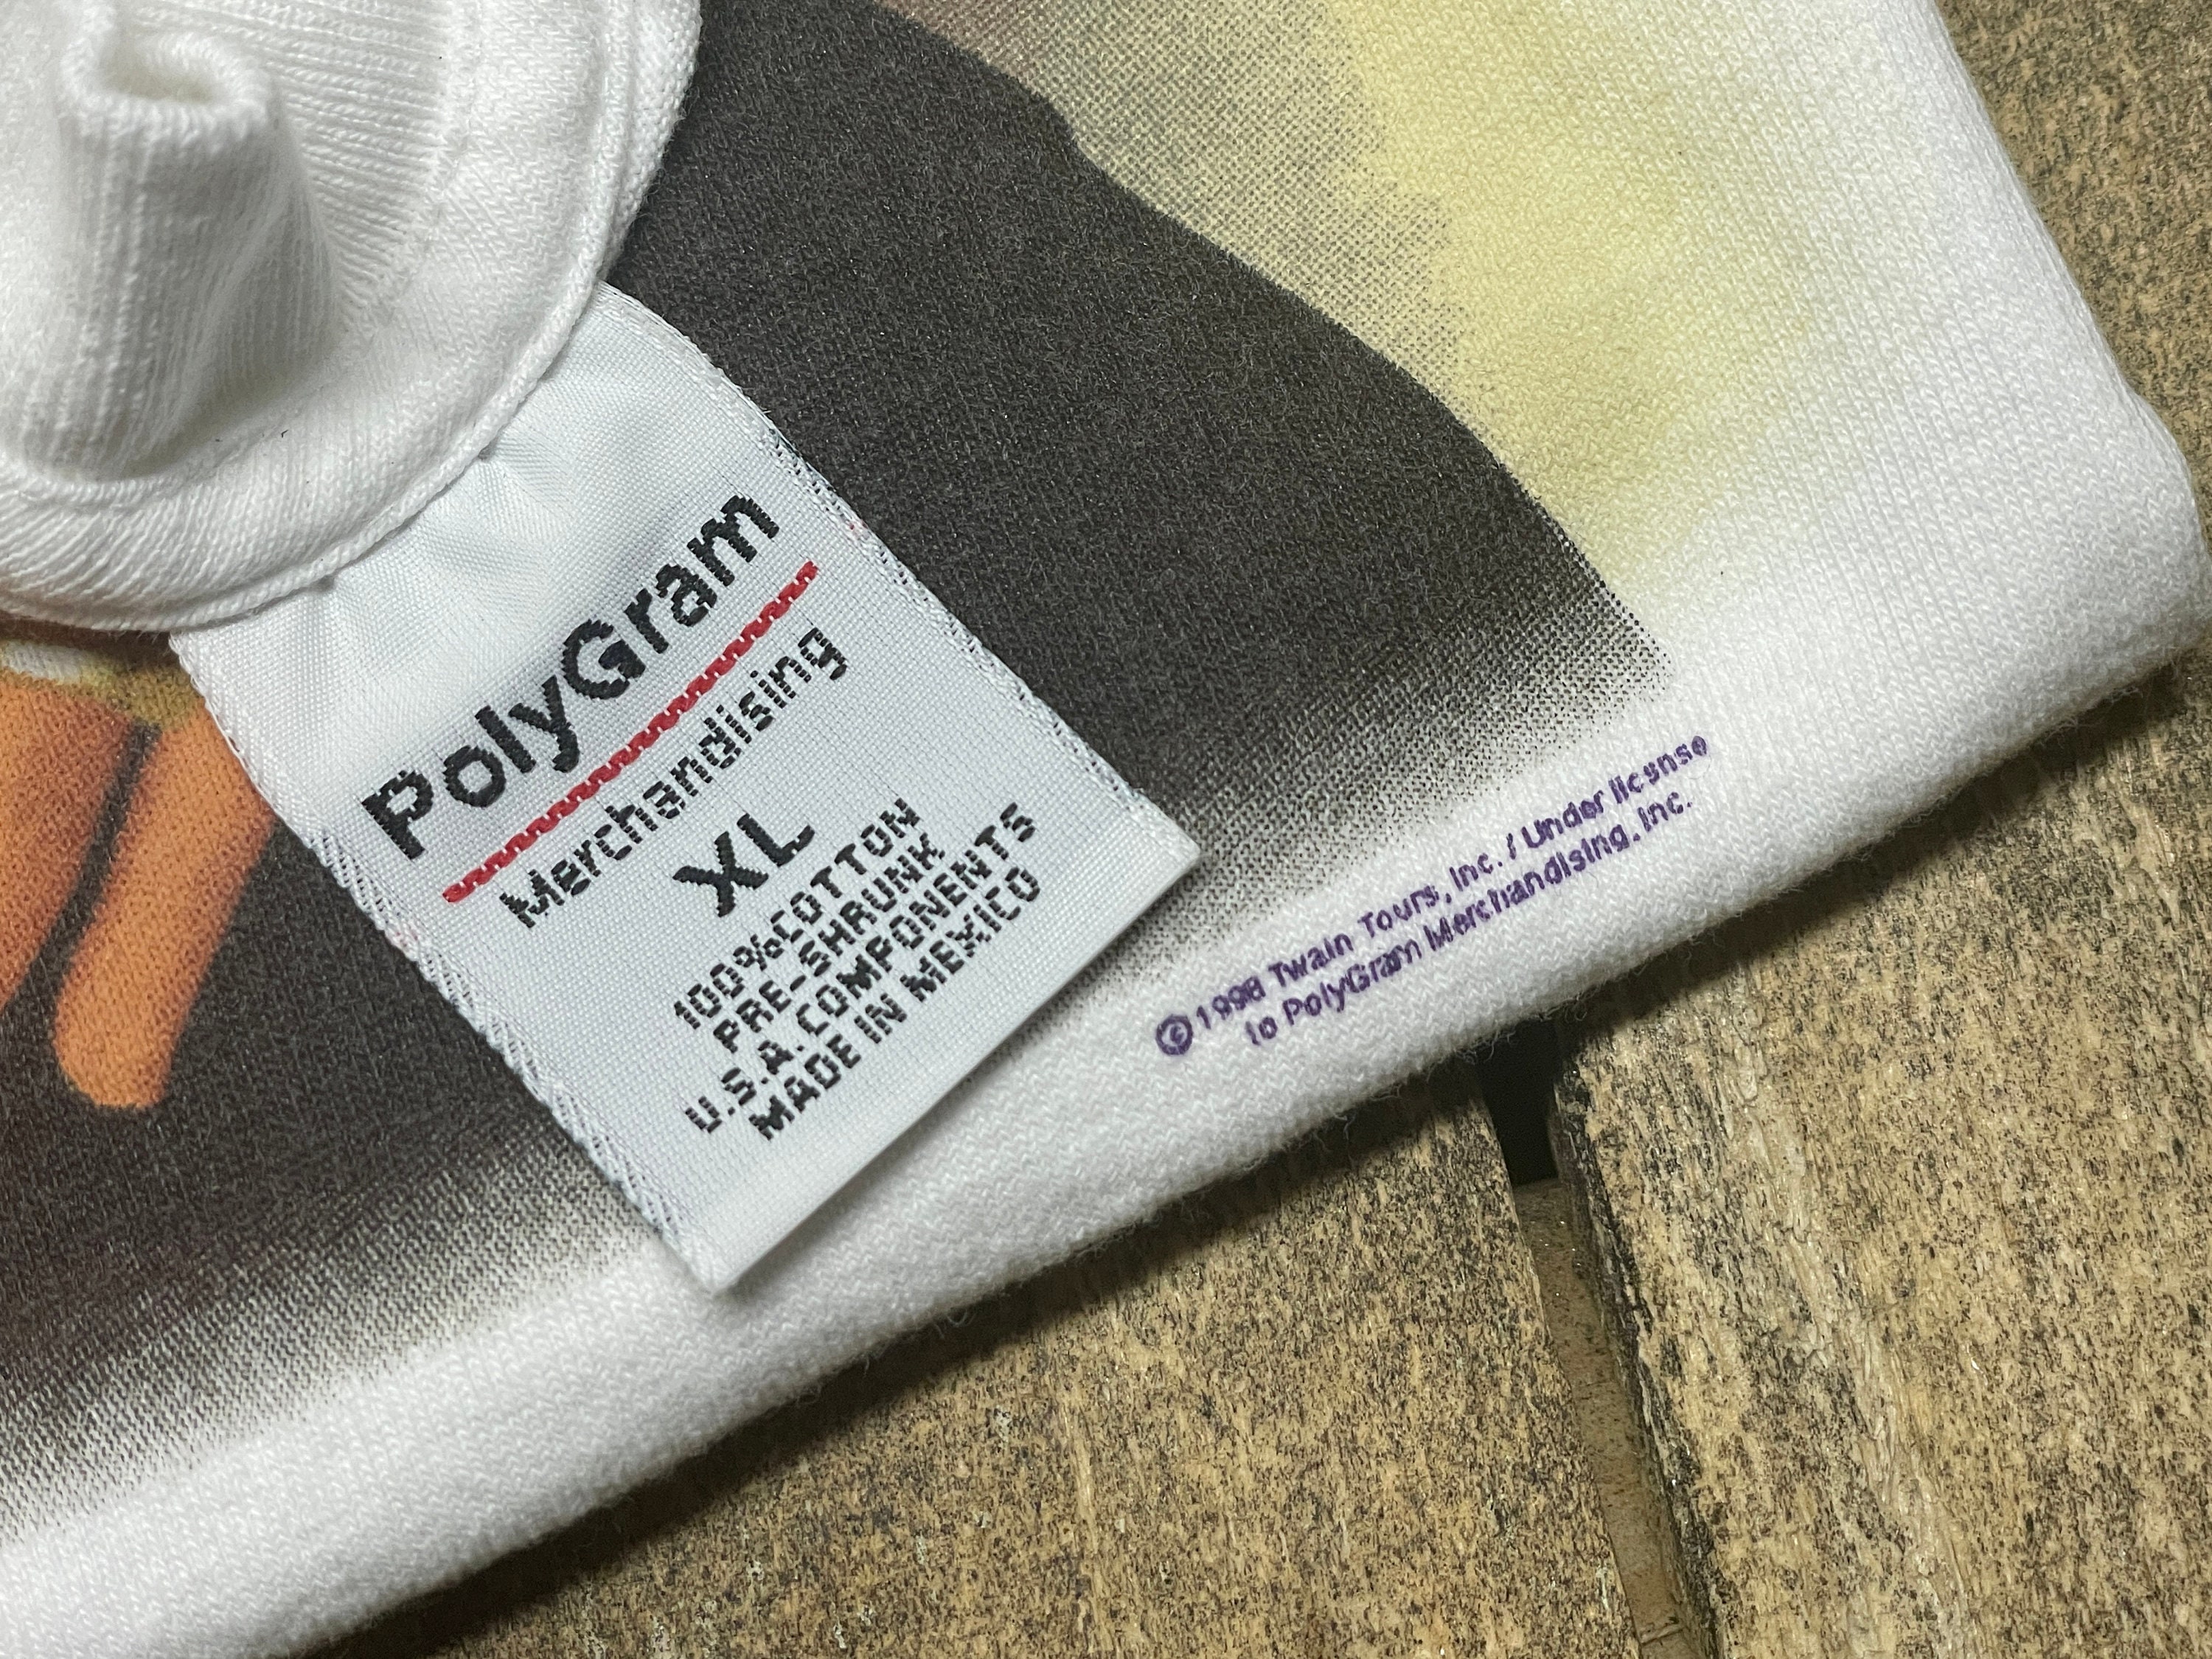 PolyGram
Merchandising
XL
100%COTTON
PRE-SHRUNK
U.S.A. COMPONENTS
MADE IN MEXICO
© 1998 Twain Tours, Inc. / Under license
to PolyGram Merchandising, Inc.